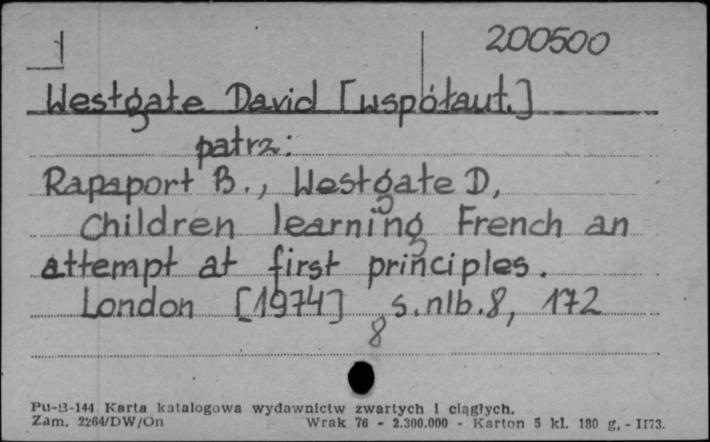 200500
Westgate David [współaut.]
patrz:
Rapaport B., Westgate D,
Children learning French an
attempt at first principles.
London [1974] s. nlb. 8, 172
8
Pu-B-144 Karta katalogowa wydawnictw zwartych i ciągłych.
Zam. 2264/DW/On Wrak 76 - 2.300.000 - Karton 5 kl. 180 g. - II73.